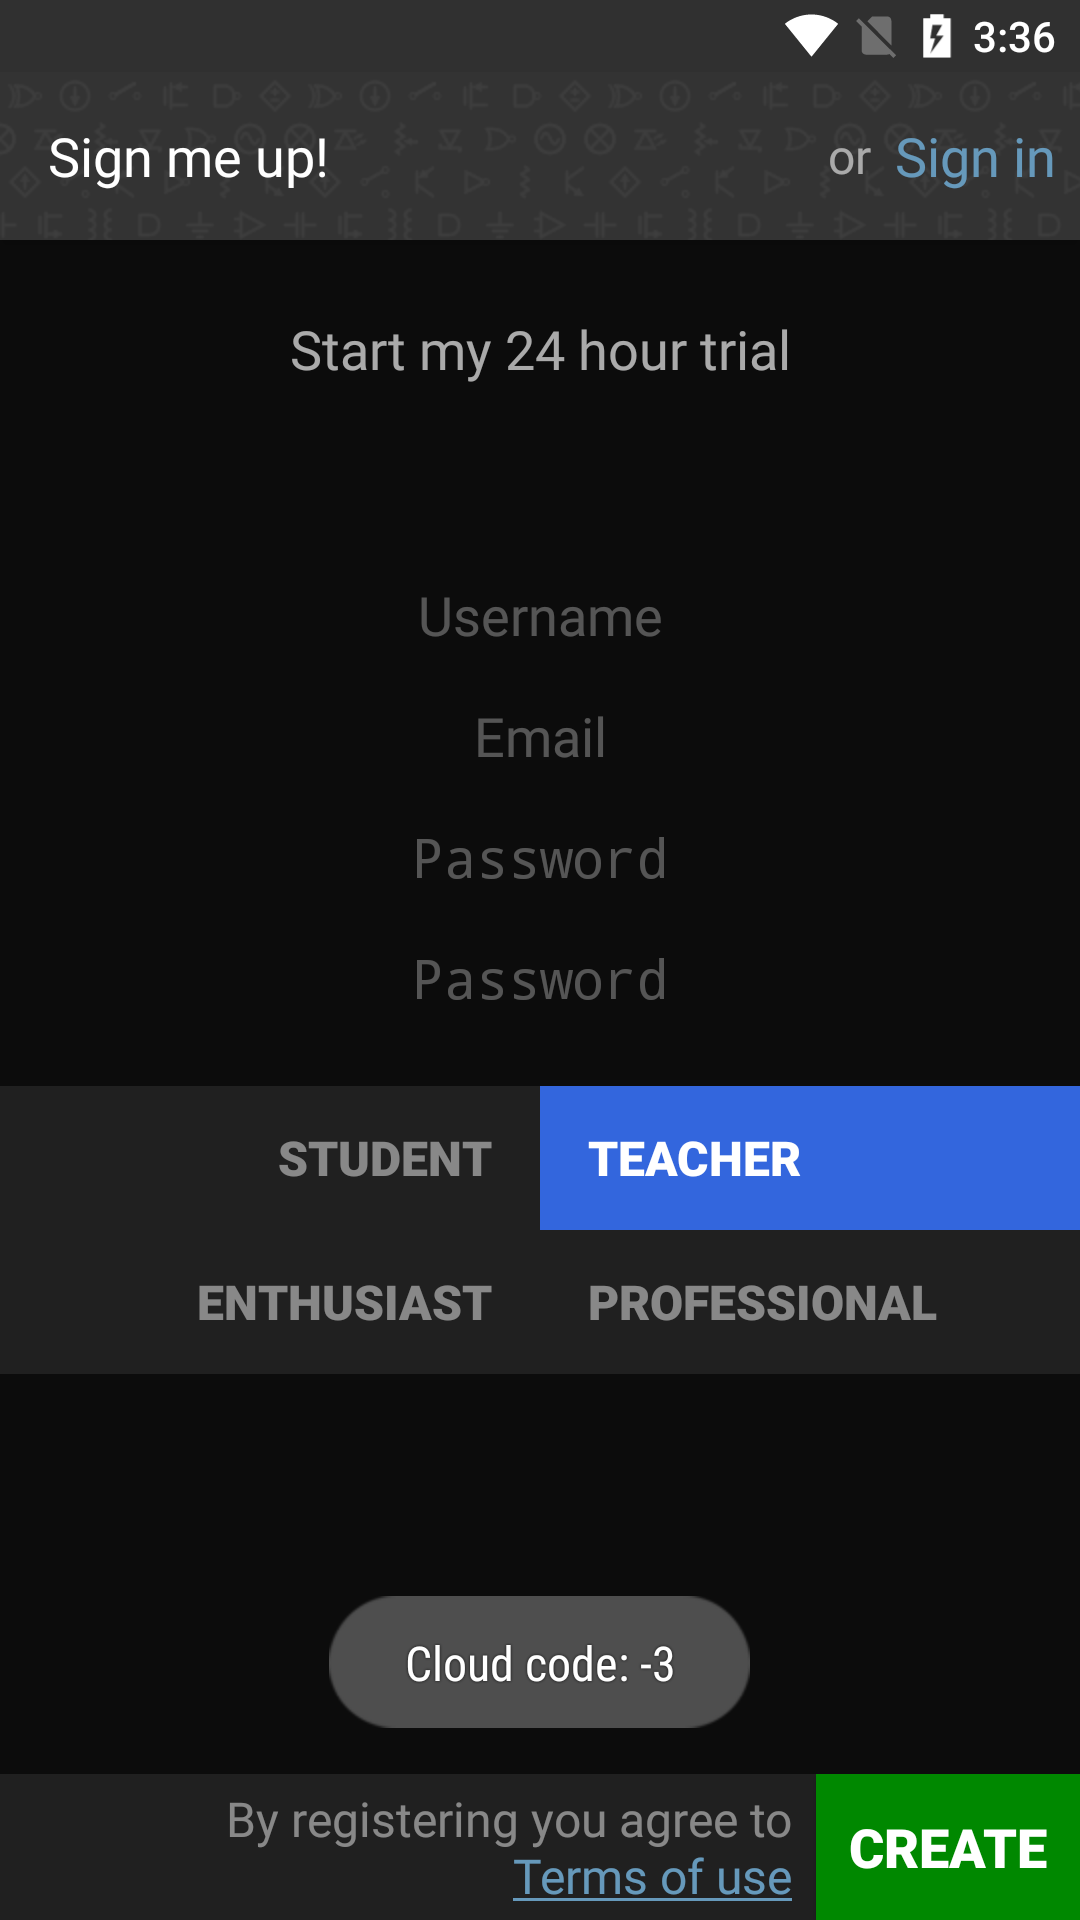 3:36
Sign me up!
or Sign in
Start my 24 hour trial
Username
Email
Password
Password
STUDENT
TEACHER
ENTHUSIAST
PROFESSIONAL
Cloud code: -3
By registering you agree to
Terms of use
CREATE